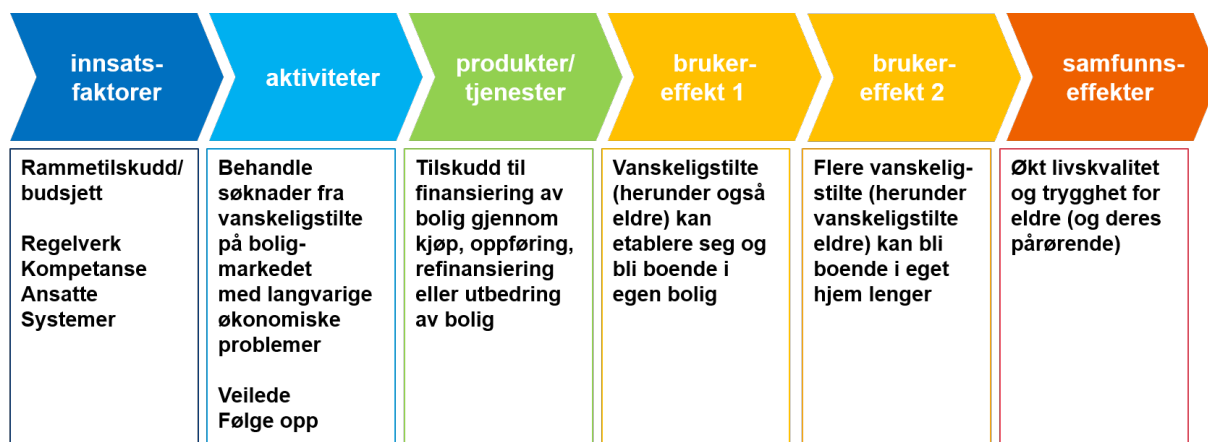 innsats-
faktorer
aktiviteter
produkter/
tjenester
bruker-
effekt 1
bruker-
effekt 2
samfunns-
effekter
Rammetilskudd/
budsjett
Regelverk
Kompetanse
Ansatte
Systemer
Behandle
søknader fra
vanskeligstilte
på bolig-
markedet
med langvarige
økonomiske
problemer
Veilede
Følge opp
Tilskudd til
finansiering av
bolig gjennom
kjøp, oppføring,
refinansiering
eller utbedring
av bolig
Vanskeligstilte
(herunder også
eldre) kan
etablere seg og
bli boende i
egen bolig
Flere vanskelig-
stilte (herunder
vanskeligstilte
eldre) kan bli
boende i eget
hjem lenger
Økt livskvalitet
og trygghet for
eldre (og deres
pårørende)